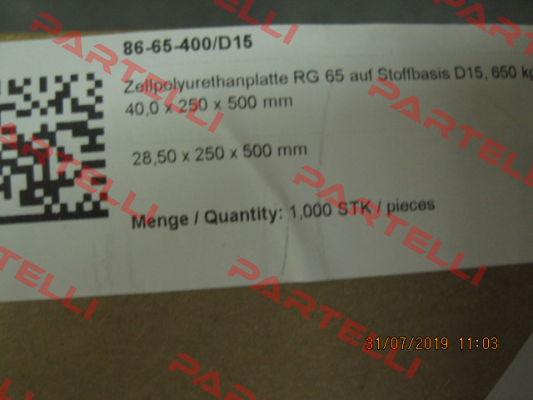 86-65-400/D15
Zellpolyurethanplatte RG 65 auf Stoffbasis D15, 650 kg
40,0 x 250 x 500 mm
28,50 x 250 x 500 mm
Menge / Quantity: 1,000 STK / pieces
31/07/2019 11:03
PARTELLI
PARTELLI
PARTELLI
PARTELLI
PARTELLI
PARTELLI
PARTELLI